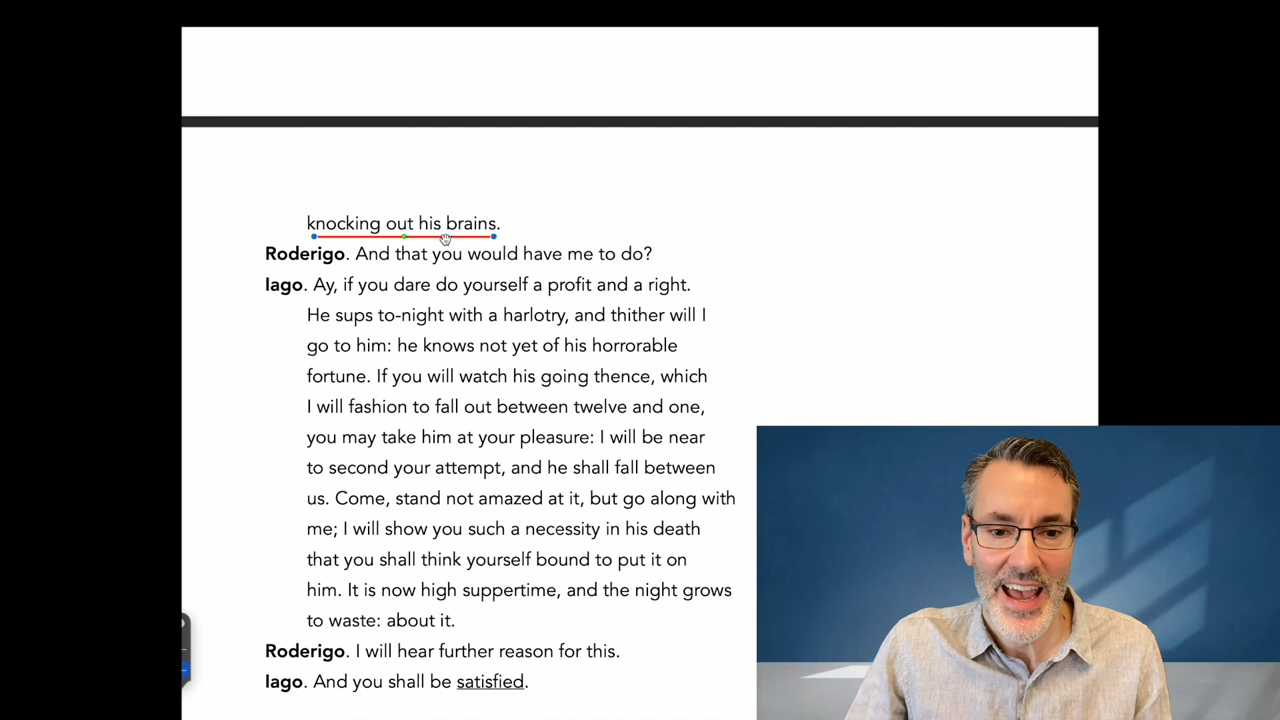 knocking out his brains.
Roderigo. And that you would have me to do?
Iago. Ay, if you dare do yourself a profit and a right.
He sups to-night with a harlotry, and thither will I
go to him: he knows not yet of his horrorable
fortune. If you will watch his going thence, which
I will fashion to fall out between twelve and one,
you may take him at your pleasure: I will be near
to second your attempt, and he shall fall between
us. Come, stand not amazed at it, but go along with
me; I will show you such a necessity in his death
that you shall think yourself bound to put it on
him. It is now high suppertime, and the night grows
to waste: about it.
Roderigo. I will hear further reason for this.
Iago. And you shall be satisfied.